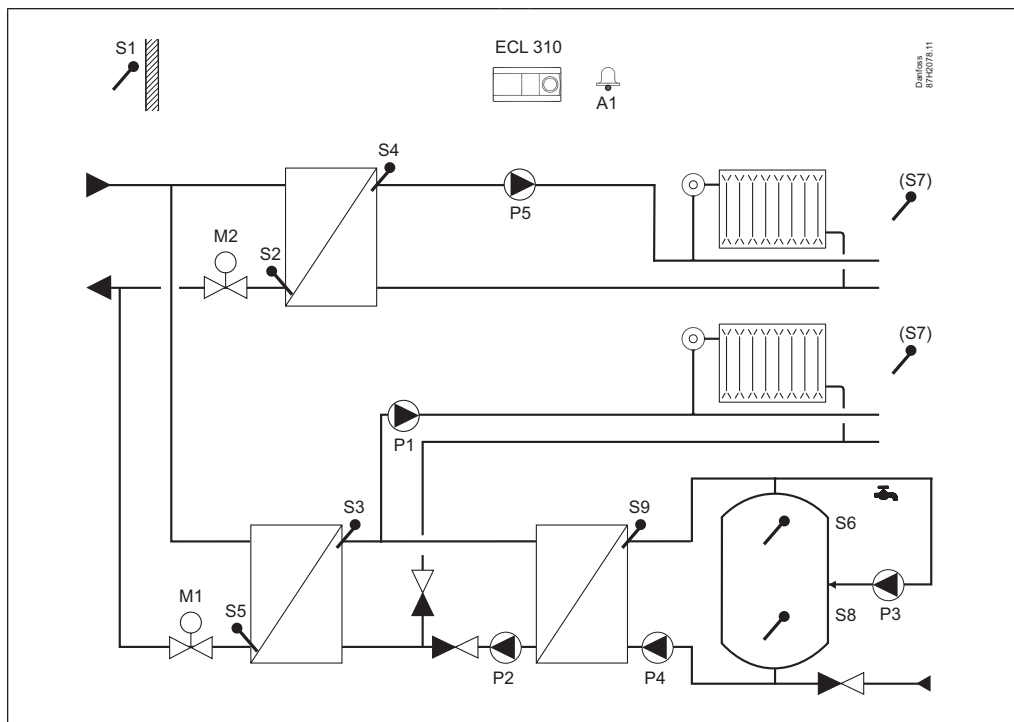 S1
ECL 310
A1
Danfoss
87H2078.11
S4
P5
(S7)
M2
S2
(S7)
P1
S3
S9
S6
M1
S5
S8
P3
P2
P4